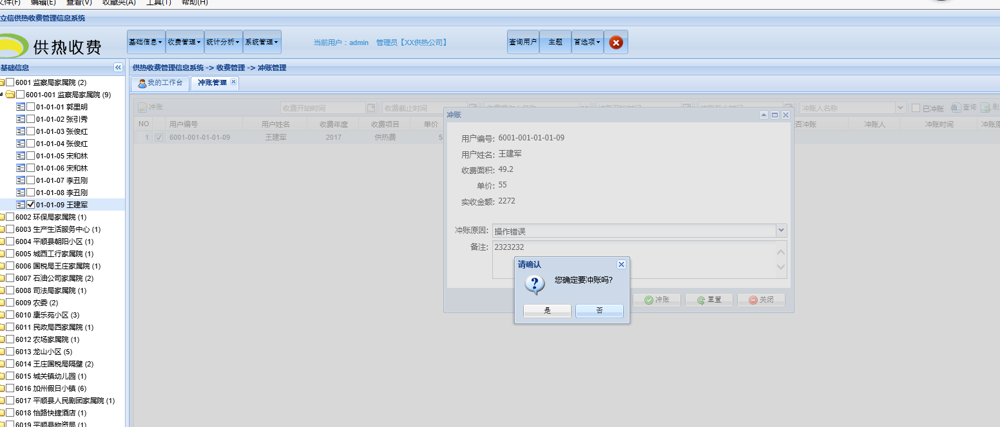 文件(F) 编辑(E) 查看(V) 收藏夹(A) 工具(T) 帮助(H)
立信供热收费管理信息系统
供热收费
基础信息 收费管理 统计分析 系统管理 当前用户：admin 管理员【XX供热公司】 查询用户 主题 首选项
基础信息
供热收费管理信息系统 -> 收费管理 -> 冲账管理
我的工作台 冲账管理
6001 监察局家属院 (2)
6001-001 监察局家属院 (9)
01-01-01 郭里明
01-01-02 张引秀
01-01-03 张俊红
01-01-04 张俊红
01-01-05 宋和林
01-01-06 宋和林
01-01-07 李丑刚
01-01-08 李丑刚
01-01-09 王建军
6002 环保局家属院 (1)
6003 生产生活服务中心 (1)
6004 平顺县朝阳小区 (1)
6005 城西工行家属院 (1)
6006 国税局王庄家属院 (1)
6007 石油公司家属院 (2)
6008 司法局家属院 (1)
6009 农委 (2)
6010 康乐苑小区 (3)
6011 民政局西家属院 (1)
6012 农场家属院 (1)
6013 龙山小区 (5)
6014 王庄国税局隔壁 (2)
6015 城关镇幼儿园 (1)
6016 加州假日小镇 (6)
6017 平顺县人民剧团家属院 (1)
6018 怡路快捷酒店 (1)
6019 平顺县物资局 (1)
冲账 收费开始时间 收费截止时间 冲账人名称 已冲账 查询
NO 用户编号 用户姓名 收费年度 收费项目 单价 否冲账 冲账人 冲账时间
1 6001-001-01-01-09 王建军 2017 供热费 5
冲账
用户编号: 6001-001-01-01-09
用户姓名: 王建军
收费面积: 49.2
单价: 55
实收金额: 2272
冲账原因: 操作错误
备注: 2323232
请确认
您确定要冲账吗?
是 否
冲账 重置 关闭